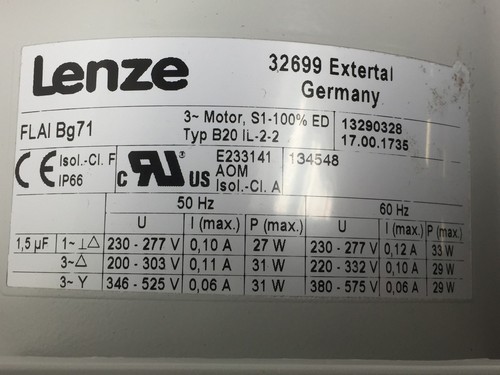 Lenze
32699 Extertal
Germany
FLAI Bg71
3~ Motor, S1-100% ED
Typ B20 IL-2-2
13290328
17.00.1735
CE
Isol.-Cl. F
IP66
c RU US
E233141
AOM
Isol.-Cl. A
134548
50 Hz 60 Hz
U I (max.) P (max.) U I (max.) P (max.)
1,5 µF 1~ ⊥△ 230 - 277 V 0,10 A 27 W 230 - 277 V 0,12 A 33 W
3~ △ 200 - 303 V 0,11 A 31 W 220 - 332 V 0,10 A 29 W
3~ Y 346 - 525 V 0,06 A 31 W 380 - 575 V 0,06 A 29 W